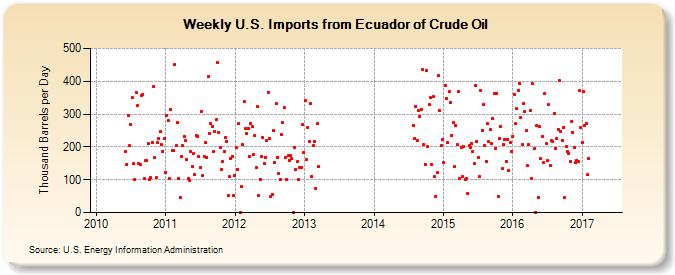 Weekly U.S. Imports from Ecuador of Crude Oil
Thousand Barrels per Day
500
400
300
200
100
0
2010 2011 2012 2013 2014 2015 2016 2017
Source: U.S. Energy Information Administration